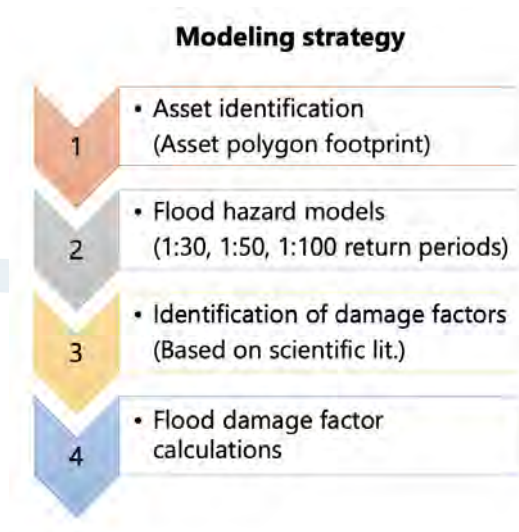 Modeling strategy
1
• Asset identification
(Asset polygon footprint)
2
• Flood hazard models
(1:30, 1:50, 1:100 return periods)
3
• Identification of damage factors
(Based on scientific lit.)
4
• Flood damage factor
calculations